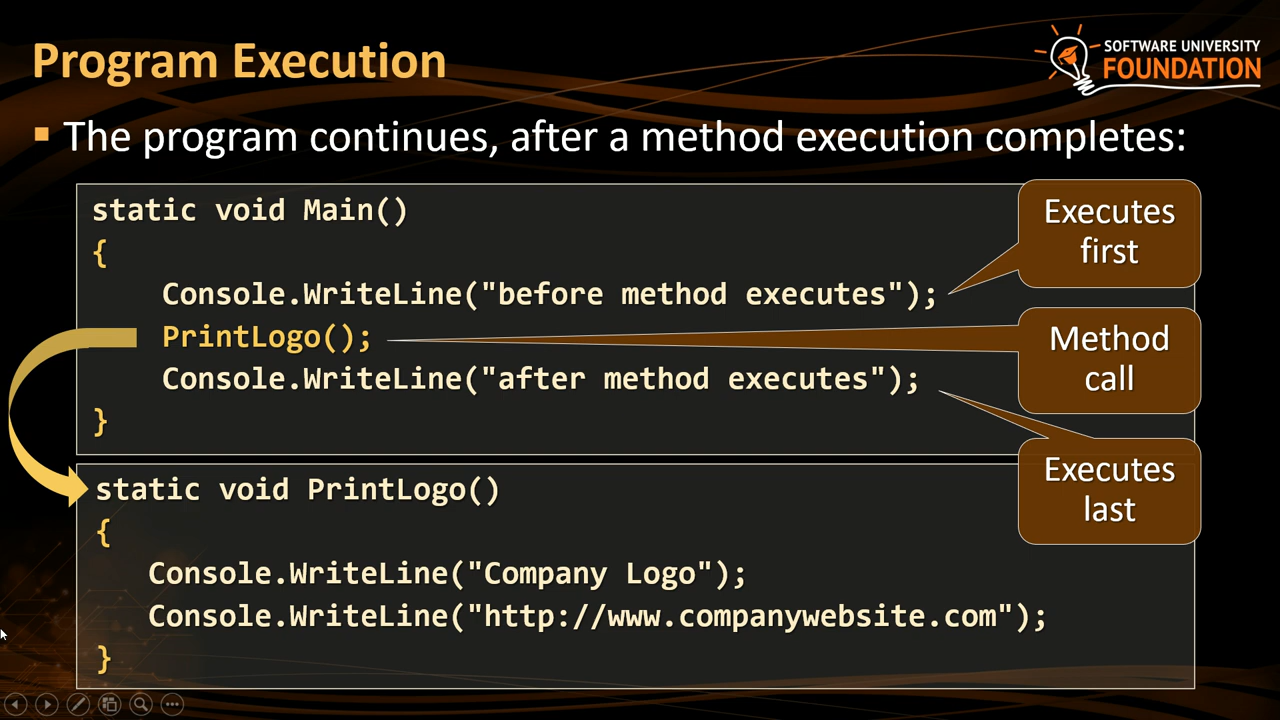 Program Execution
SOFTWARE UNIVERSITY
FOUNDATION
▪ The program continues, after a method execution completes:
static void Main()
{
    Console.WriteLine("before method executes");
    PrintLogo();
    Console.WriteLine("after method executes");
}
Executes
first
Method
call
Executes
last
static void PrintLogo()
{
   Console.WriteLine("Company Logo");
   Console.WriteLine("http://www.companywebsite.com");
}